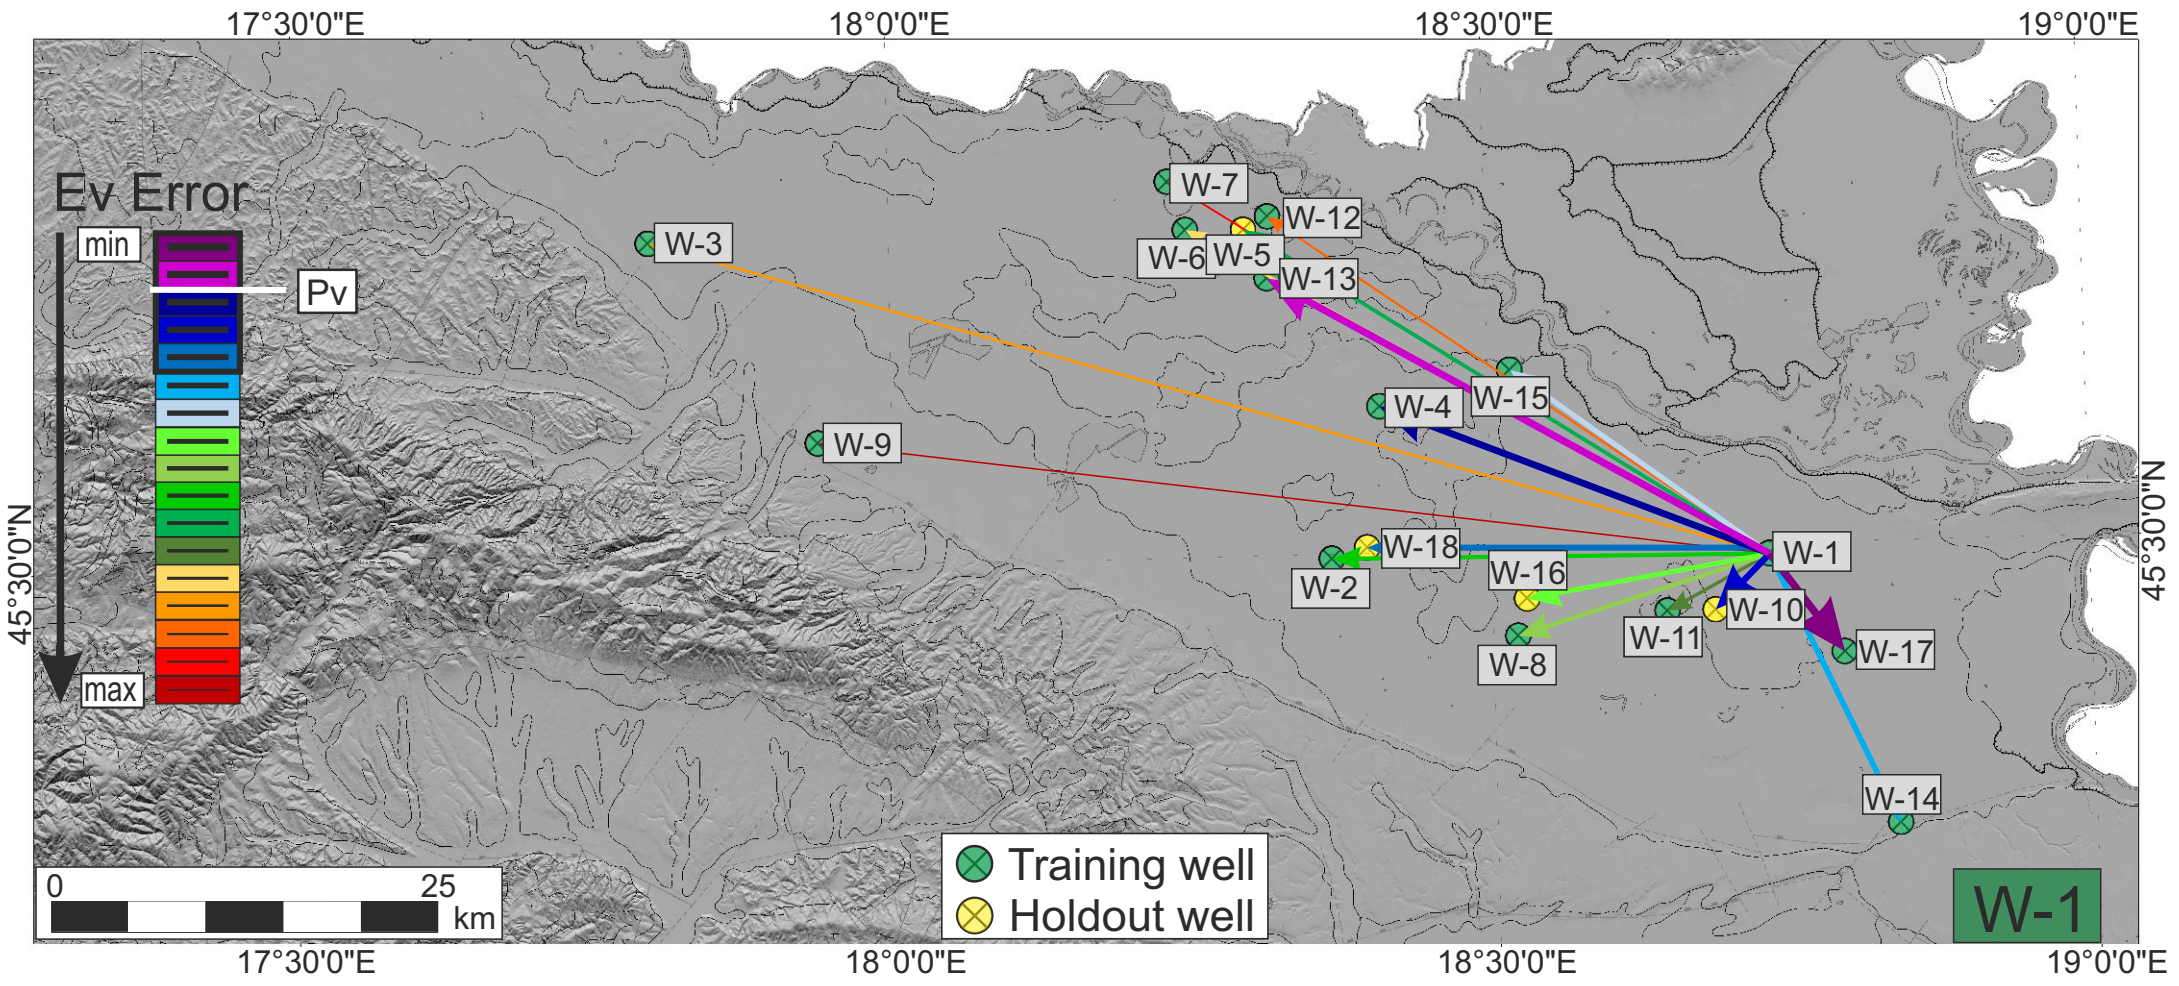 17°30'0"E 18°0'0"E 18°30'0"E 19°0'0"E
Ev Error
min
Pv
max
W-7
W-12
W-3
W-6
W-5
W-13
W-15
W-4
W-9
W-18
W-1
W-16
W-2
W-10
W-11
W-17
W-8
W-14
45°30'0"N
45°30'0"N
0 25
km
Training well
Holdout well
W-1
17°30'0"E 18°0'0"E 18°30'0"E 19°0'0"E